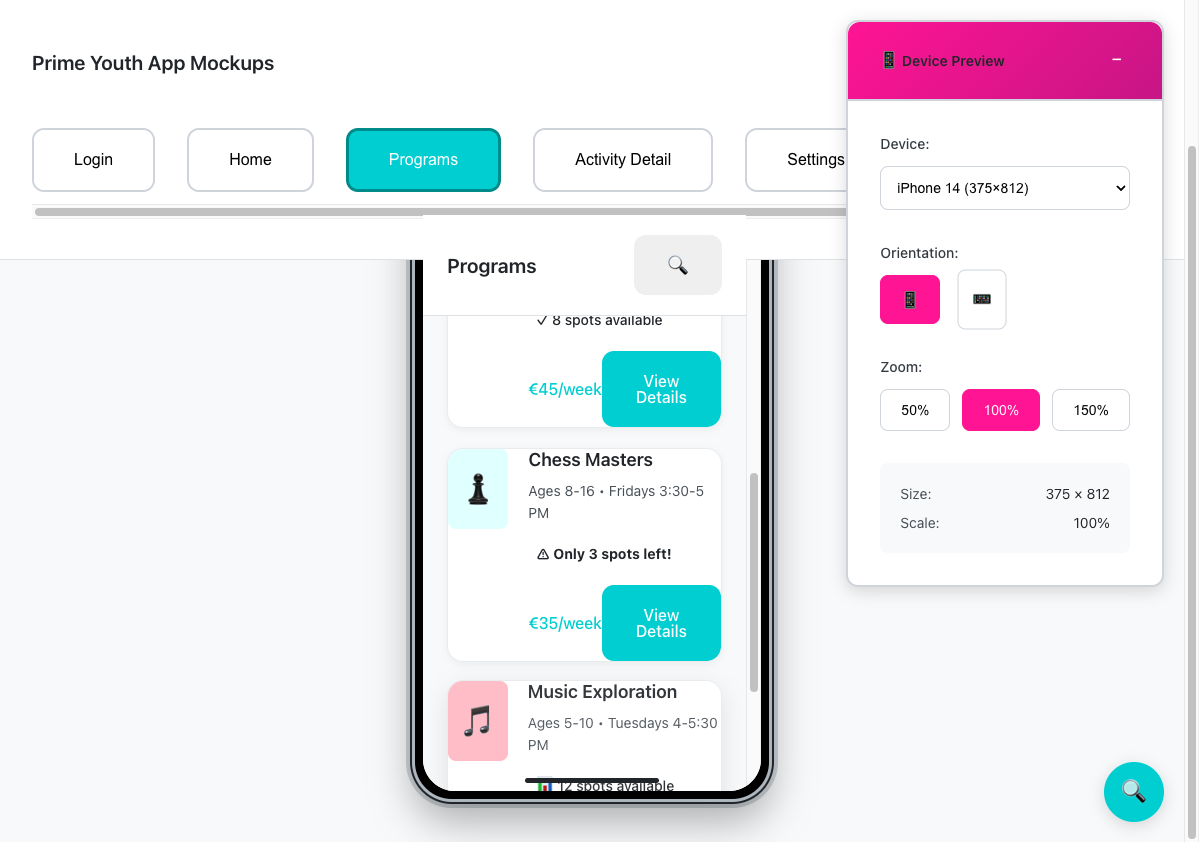 Prime Youth App Mockups
Login
Home
Programs
Activity Detail
Settings
Programs
✓ 8 spots available
€45/week
View
Details
Chess Masters
Ages 8-16 • Fridays 3:30-5
PM
⚠ Only 3 spots left!
€35/week
View
Details
Music Exploration
Ages 5-10 • Tuesdays 4-5:30
PM
12 spots available
Device Preview
−
Device:
iPhone 14 (375×812)
Orientation:
Zoom:
50%
100%
150%
Size:
375 × 812
Scale:
100%